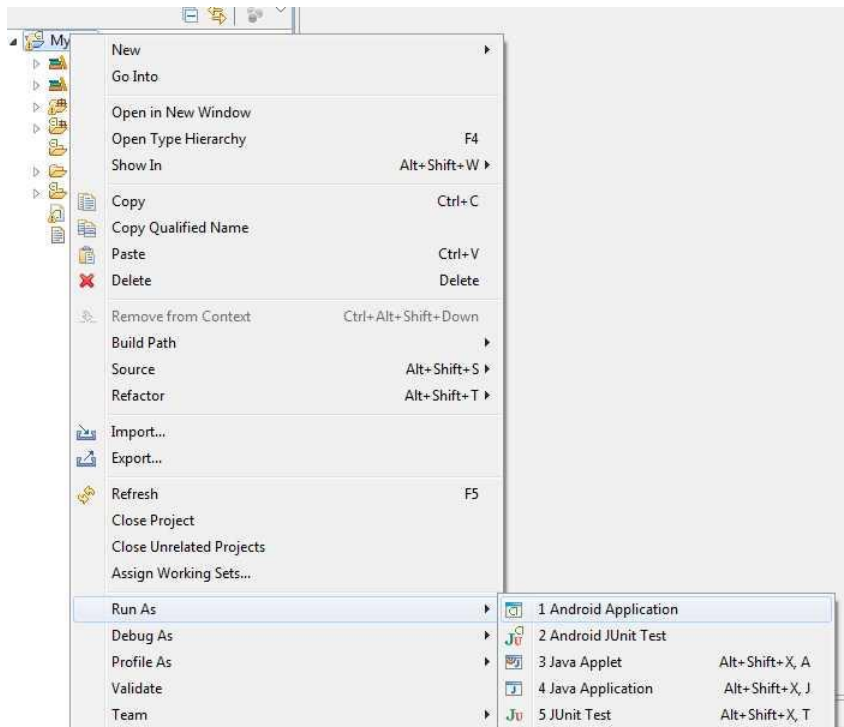 My
New
Go Into
Open in New Window
Open Type Hierarchy F4
Show In Alt+Shift+W
Copy Ctrl+C
Copy Qualified Name
Paste Ctrl+V
Delete Delete
Remove from Context Ctrl+Alt+Shift+Down
Build Path
Source Alt+Shift+S
Refactor Alt+Shift+T
Import...
Export...
Refresh F5
Close Project
Close Unrelated Projects
Assign Working Sets...
Run As
Debug As
Profile As
Validate
Team
1 Android Application
2 Android JUnit Test
3 Java Applet Alt+Shift+X, A
4 Java Application Alt+Shift+X, J
5 JUnit Test Alt+Shift+X, T